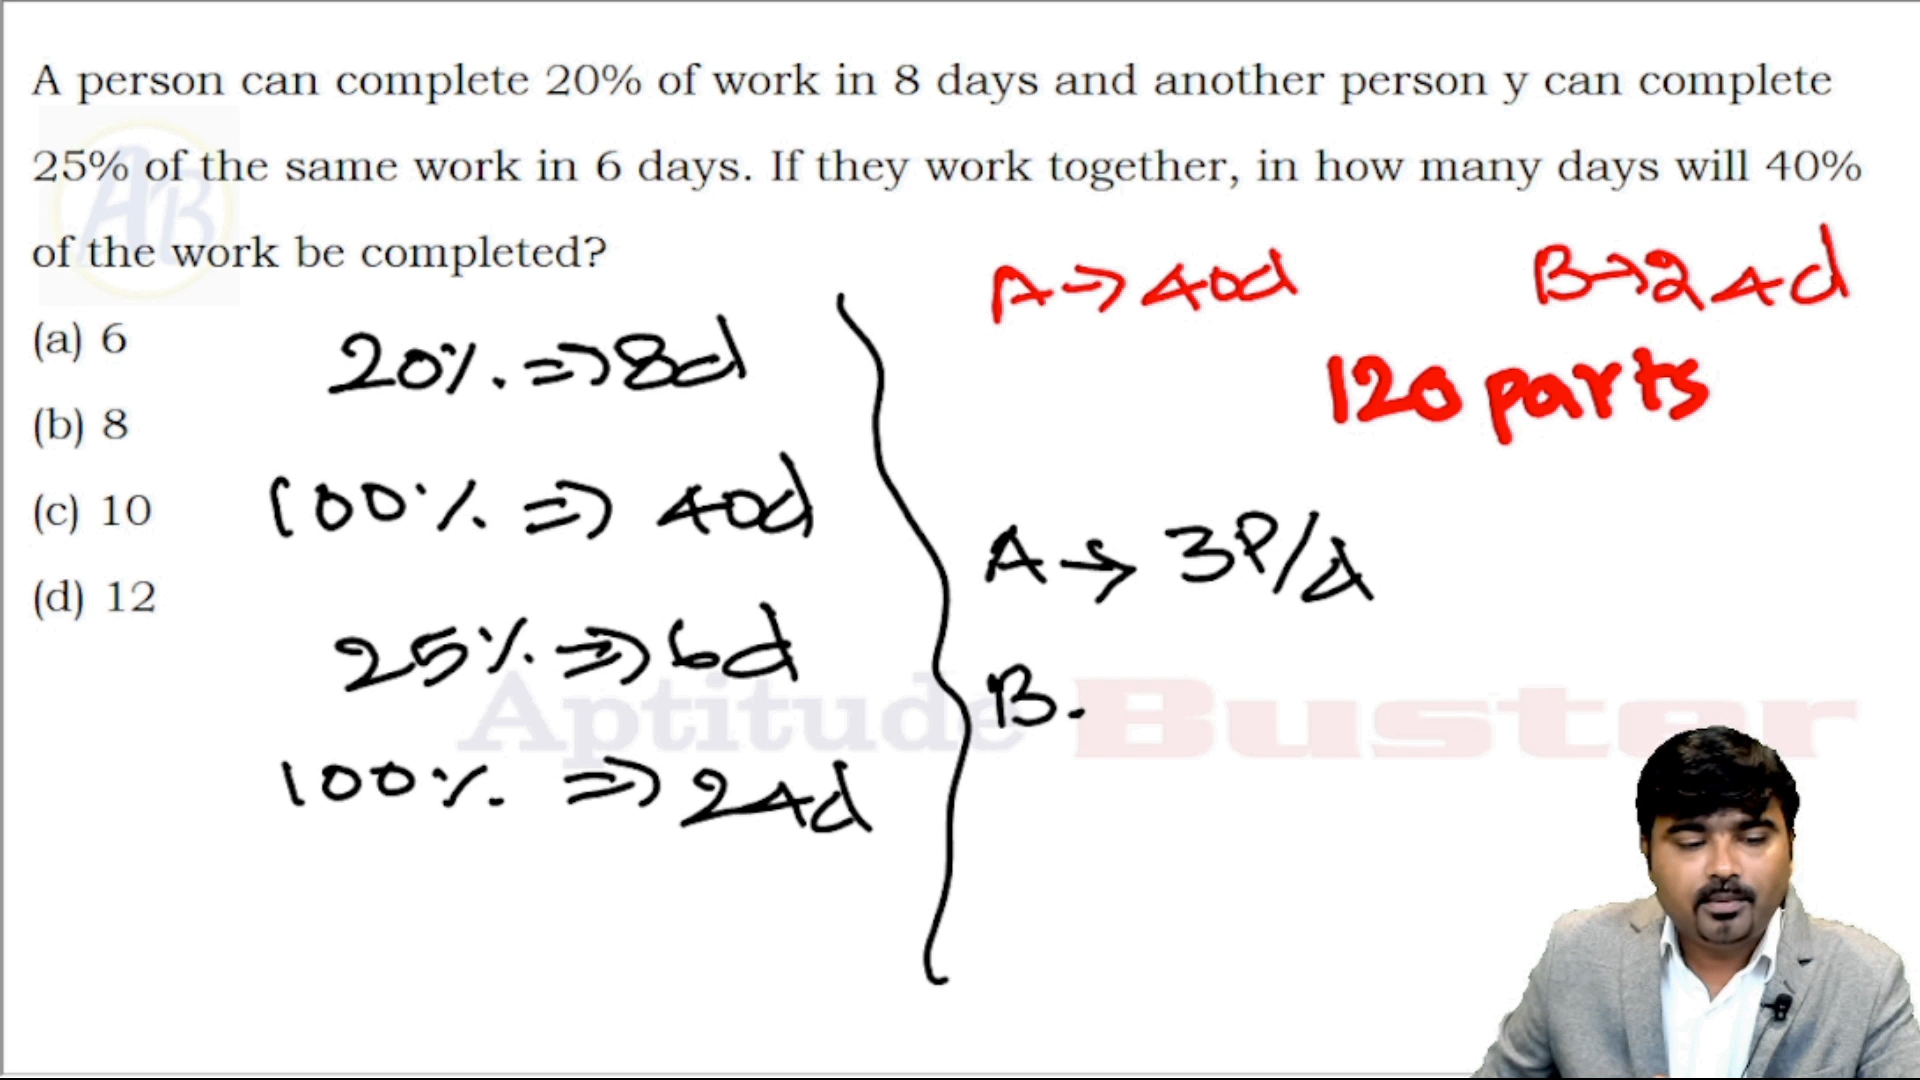 A person can complete 20% of work in 8 days and another person y can complete
25% of the same work in 6 days. If they work together, in how many days will 40%
of the work be completed?
(a) 6
(b) 8
(c) 10
(d) 12
20% => 8d
100% => 40d
25% => 6d
100% => 24d
A => 40d
B → 24d
120 parts
A → 3P/d
B.
AB
Aptitude Buster